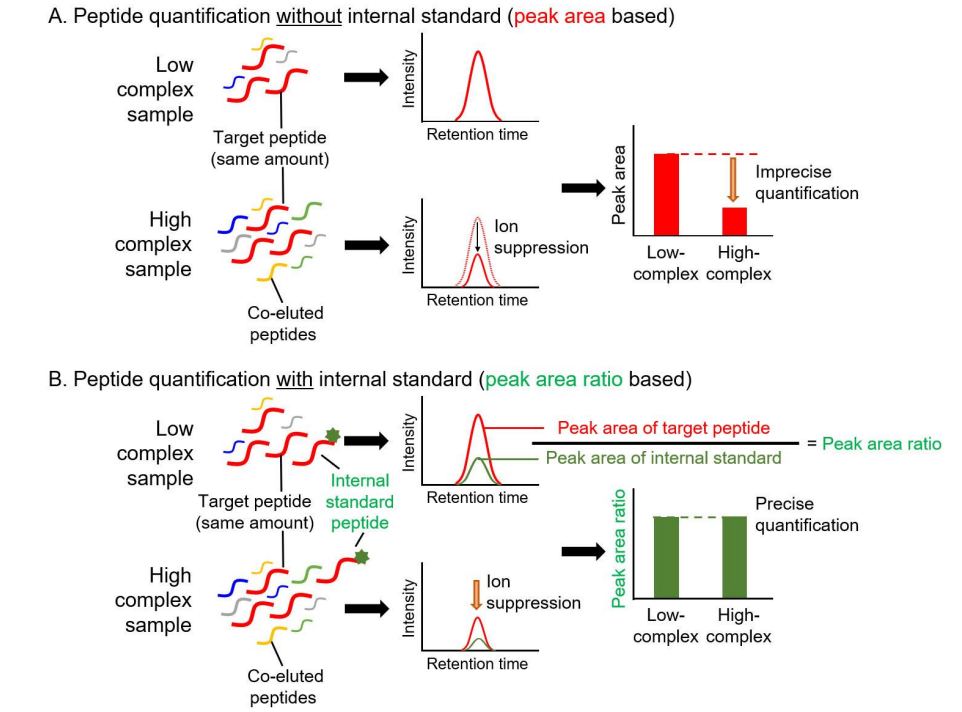 A. Peptide quantification without internal standard (peak area based)
Low
complex
sample
Target peptide
(same amount)
Intensity
Retention time
High
complex
sample
Co-eluted
peptides
Intensity
Ion
suppression
Retention time
Peak area
Imprecise
quantification
Low-
complex
High-
complex
B. Peptide quantification with internal standard (peak area ratio based)
Low
complex
sample
Target peptide
(same amount)
Internal
standard
peptide
Intensity
Retention time
Peak area of target peptide
Peak area of internal standard
= Peak area ratio
High
complex
sample
Co-eluted
peptides
Intensity
Ion
suppression
Retention time
Peak area ratio
Precise
quantification
Low-
complex
High-
complex